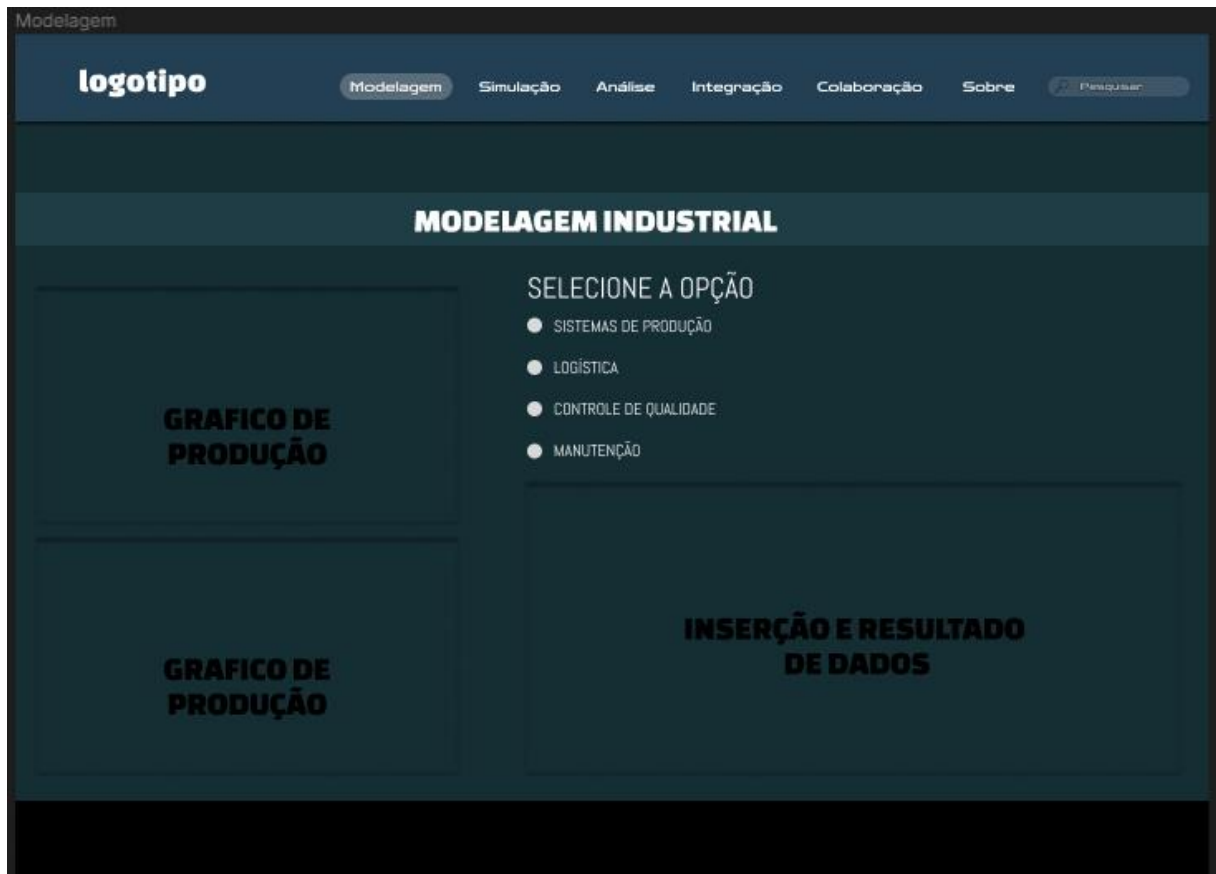 Modelagem
logotipo
Modelagem Simulação Análise Integração Colaboração Sobre Pesquisar
MODELAGEM INDUSTRIAL
SELECIONE A OPÇÃO
SISTEMAS DE PRODUÇÃO
LOGÍSTICA
CONTROLE DE QUALIDADE
MANUTENÇÃO
GRAFICO DE
PRODUÇÃO
GRAFICO DE
PRODUÇÃO
INSERÇÃO E RESULTADO
DE DADOS